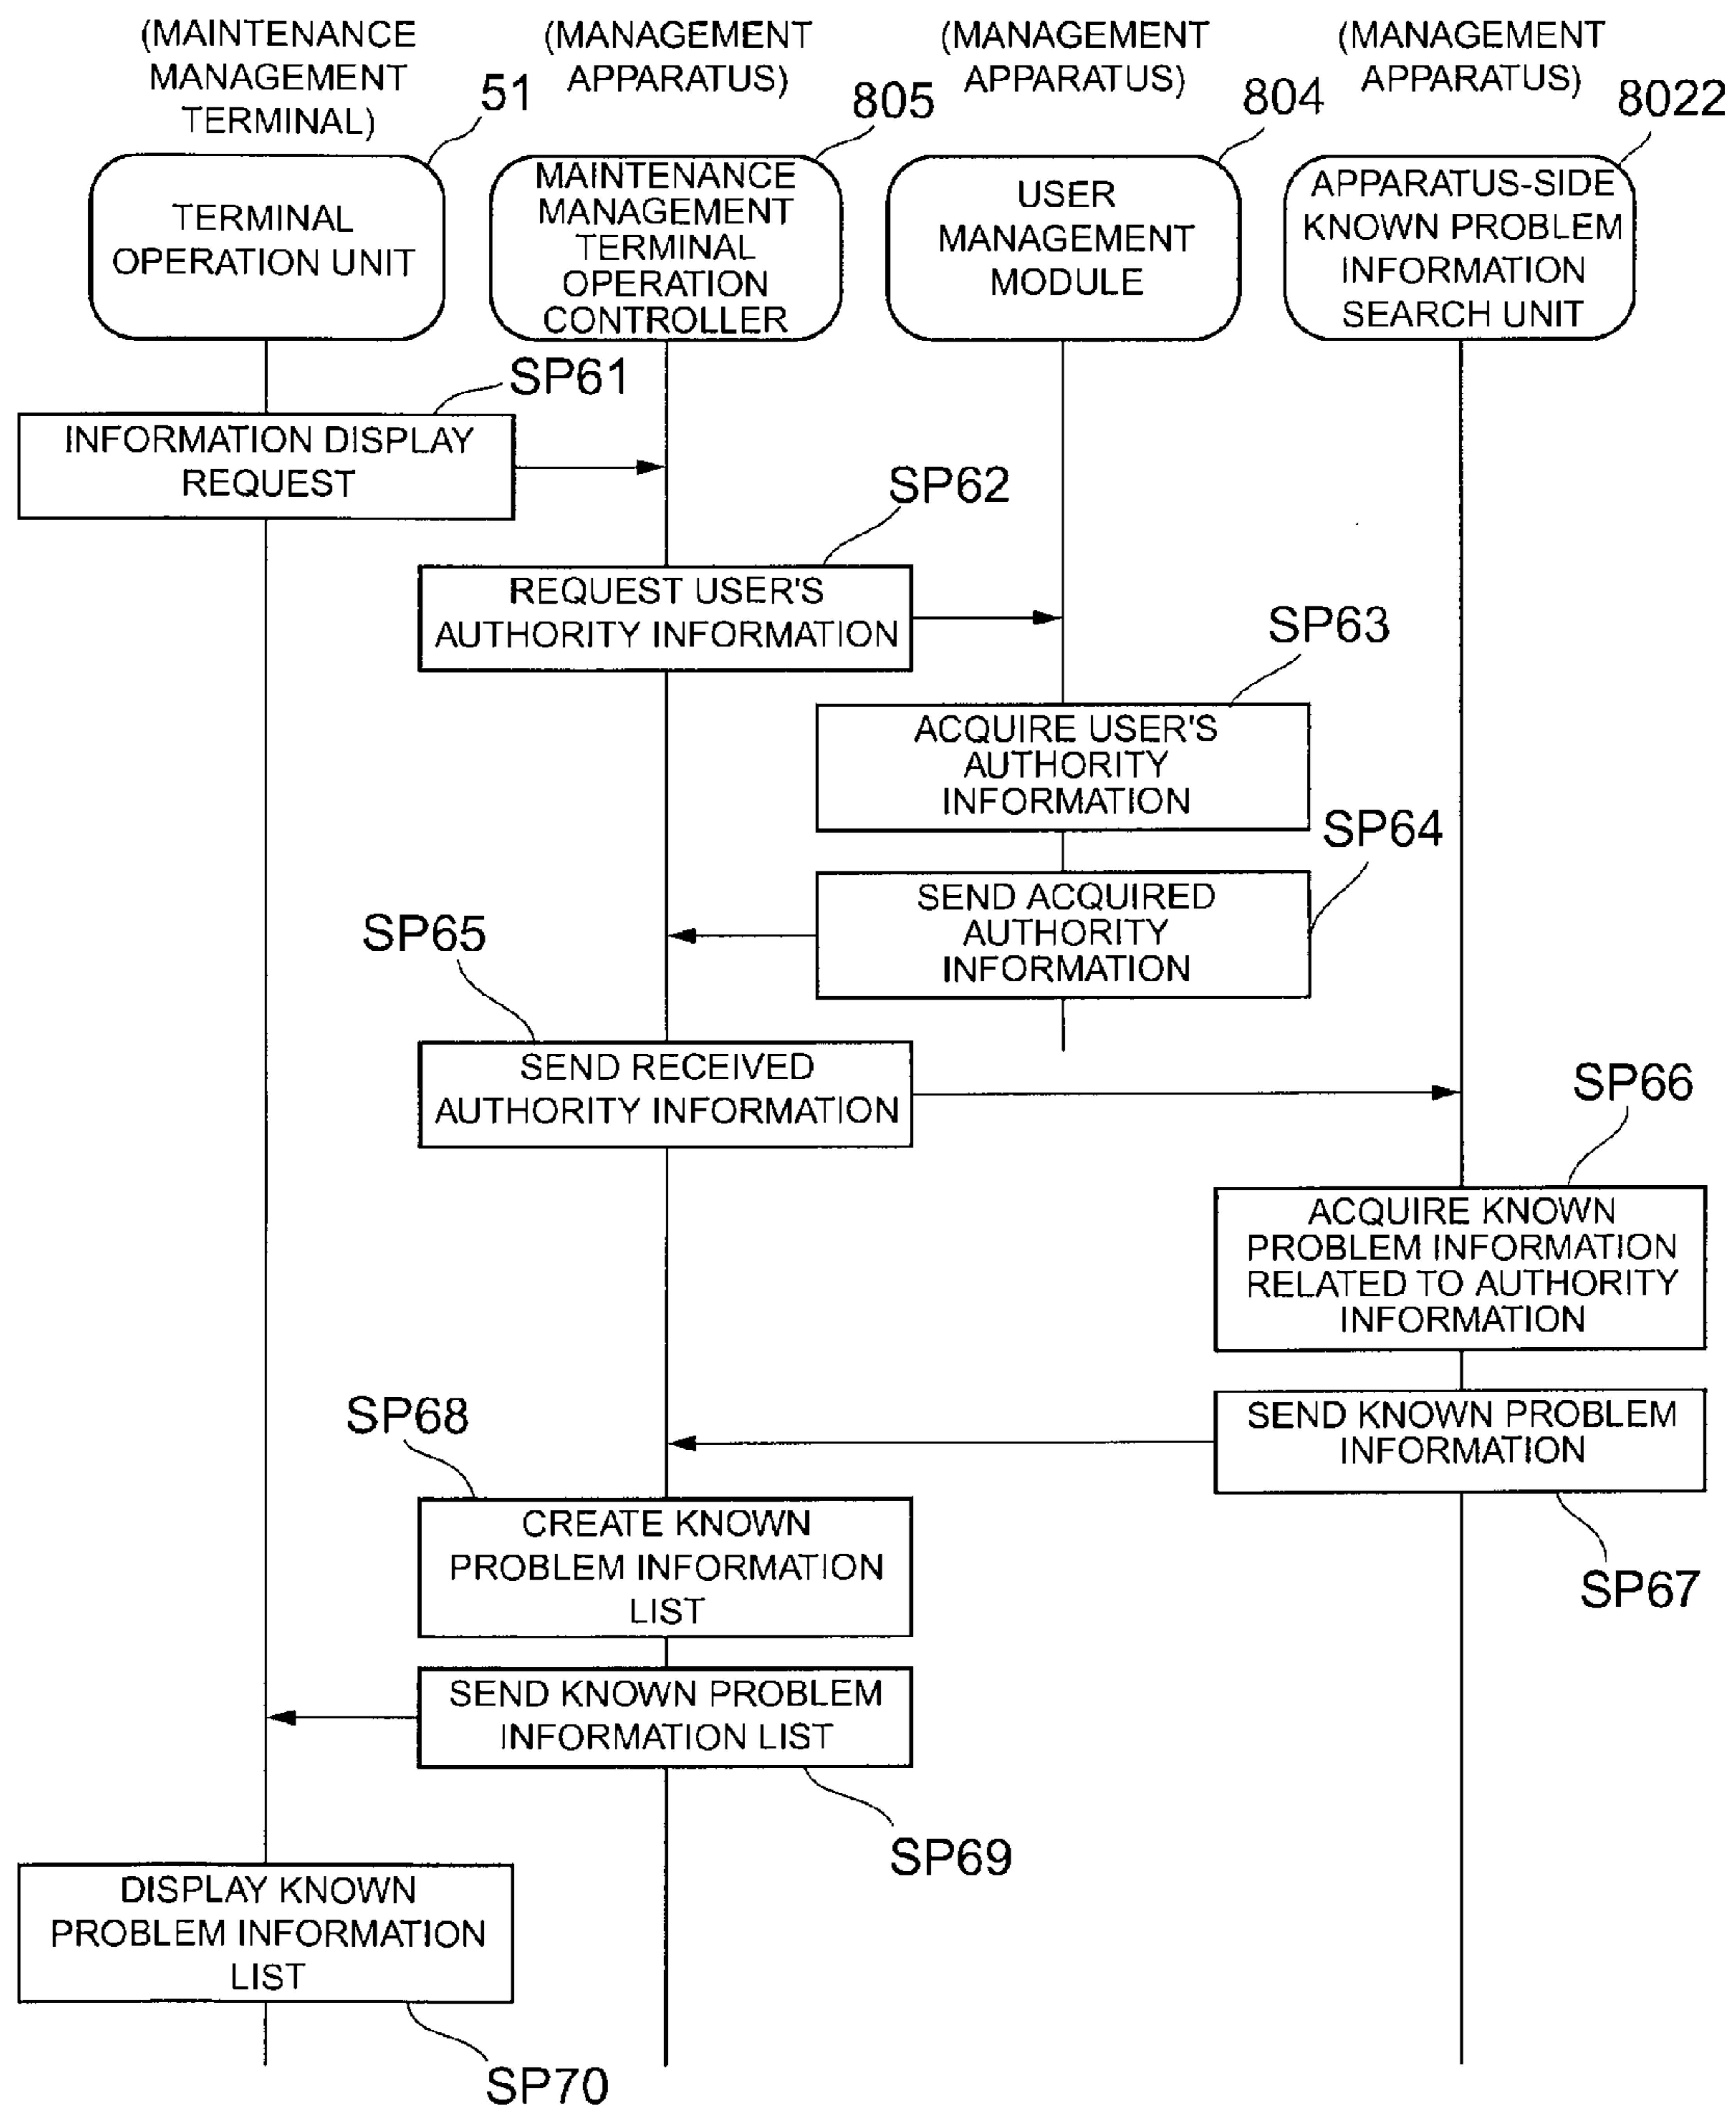 (MAINTENANCE
MANAGEMENT
TERMINAL)
51
(MANAGEMENT
APPARATUS)
805
(MANAGEMENT
APPARATUS)
804
(MANAGEMENT
APPARATUS)
8022
TERMINAL
OPERATION UNIT
MAINTENANCE
MANAGEMENT
TERMINAL
OPERATION
CONTROLLER
USER
MANAGEMENT
MODULE
APPARATUS-SIDE
KNOWN PROBLEM
INFORMATION
SEARCH UNIT
SP61
INFORMATION DISPLAY
REQUEST
SP62
REQUEST USER'S
AUTHORITY INFORMATION
SP63
ACQUIRE USER'S
AUTHORITY
INFORMATION
SP64
SEND ACQUIRED
AUTHORITY
INFORMATION
SP65
SEND RECEIVED
AUTHORITY INFORMATION
SP66
ACQUIRE KNOWN
PROBLEM INFORMATION
RELATED TO AUTHORITY
INFORMATION
SEND KNOWN PROBLEM
INFORMATION
SP67
SP68
CREATE KNOWN
PROBLEM INFORMATION
LIST
SEND KNOWN PROBLEM
INFORMATION LIST
SP69
DISPLAY KNOWN
PROBLEM INFORMATION
LIST
SP70